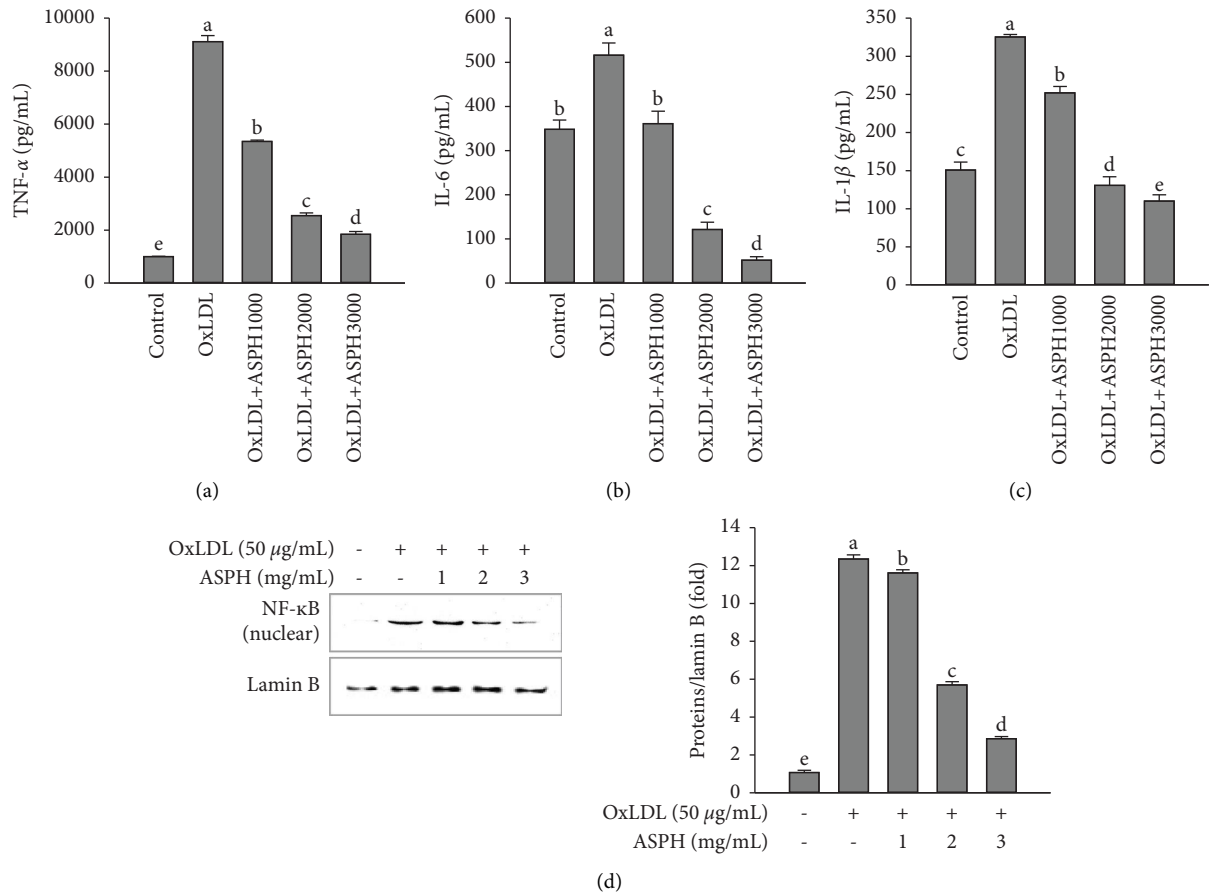 TNF-α (pg/mL)
10000
8000
6000
4000
2000
0
a
b
c
d
e
Control
OxLDL
OxLDL+ASPH1000
OxLDL+ASPH2000
OxLDL+ASPH3000
(a)
IL-6 (pg/mL)
600
500
400
300
200
100
0
b
a
b
c
d
Control
OxLDL
OxLDL+ASPH1000
OxLDL+ASPH2000
OxLDL+ASPH3000
(b)
IL-1β (pg/mL)
350
300
250
200
150
100
50
0
c
a
b
d
e
Control
OxLDL
OxLDL+ASPH1000
OxLDL+ASPH2000
OxLDL+ASPH3000
(c)
OxLDL (50 μg/mL) - + + + +
ASPH (mg/mL) - - 1 2 3
NF-κB
(nuclear)
Lamin B
Proteins/lamin B (fold)
14
12
10
8
6
4
2
0
e
a
b
c
d
OxLDL (50 μg/mL) - + + + +
ASPH (mg/mL) - - 1 2 3
(d)